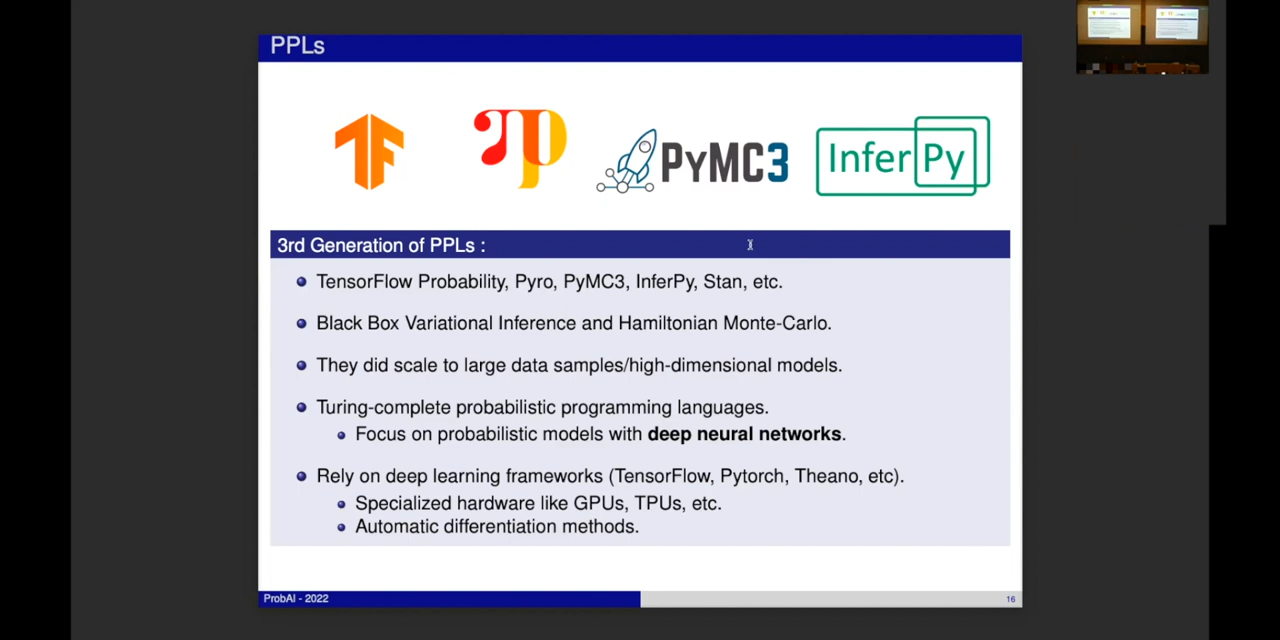 PPLs
PyMC3
Infer Py
3rd Generation of PPLs :
TensorFlow Probability, Pyro, PyMC3, InferPy, Stan, etc.
Black Box Variational Inference and Hamiltonian Monte-Carlo.
They did scale to large data samples/high-dimensional models.
Turing-complete probabilistic programming languages.
Focus on probabilistic models with deep neural networks.
Rely on deep learning frameworks (TensorFlow, Pytorch, Theano, etc).
Specialized hardware like GPUs, TPUs, etc.
Automatic differentiation methods.
ProbAI - 2022
16